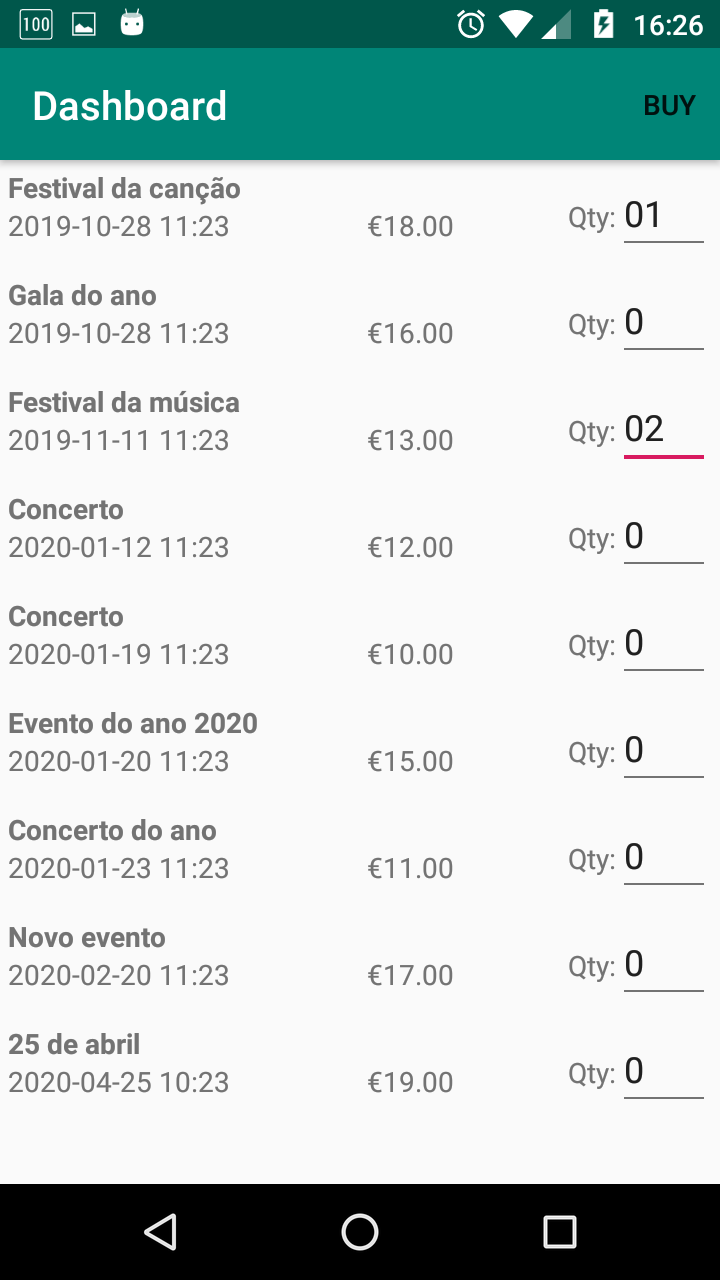 100 16:26
Dashboard BUY
Festival da canção
2019-10-28 11:23 €18.00 Qty: 01
Gala do ano
2019-10-28 11:23 €16.00 Qty: 0
Festival da música
2019-11-11 11:23 €13.00 Qty: 02
Concerto
2020-01-12 11:23 €12.00 Qty: 0
Concerto
2020-01-19 11:23 €10.00 Qty: 0
Evento do ano 2020
2020-01-20 11:23 €15.00 Qty: 0
Concerto do ano
2020-01-23 11:23 €11.00 Qty: 0
Novo evento
2020-02-20 11:23 €17.00 Qty: 0
25 de abril
2020-04-25 10:23 €19.00 Qty: 0